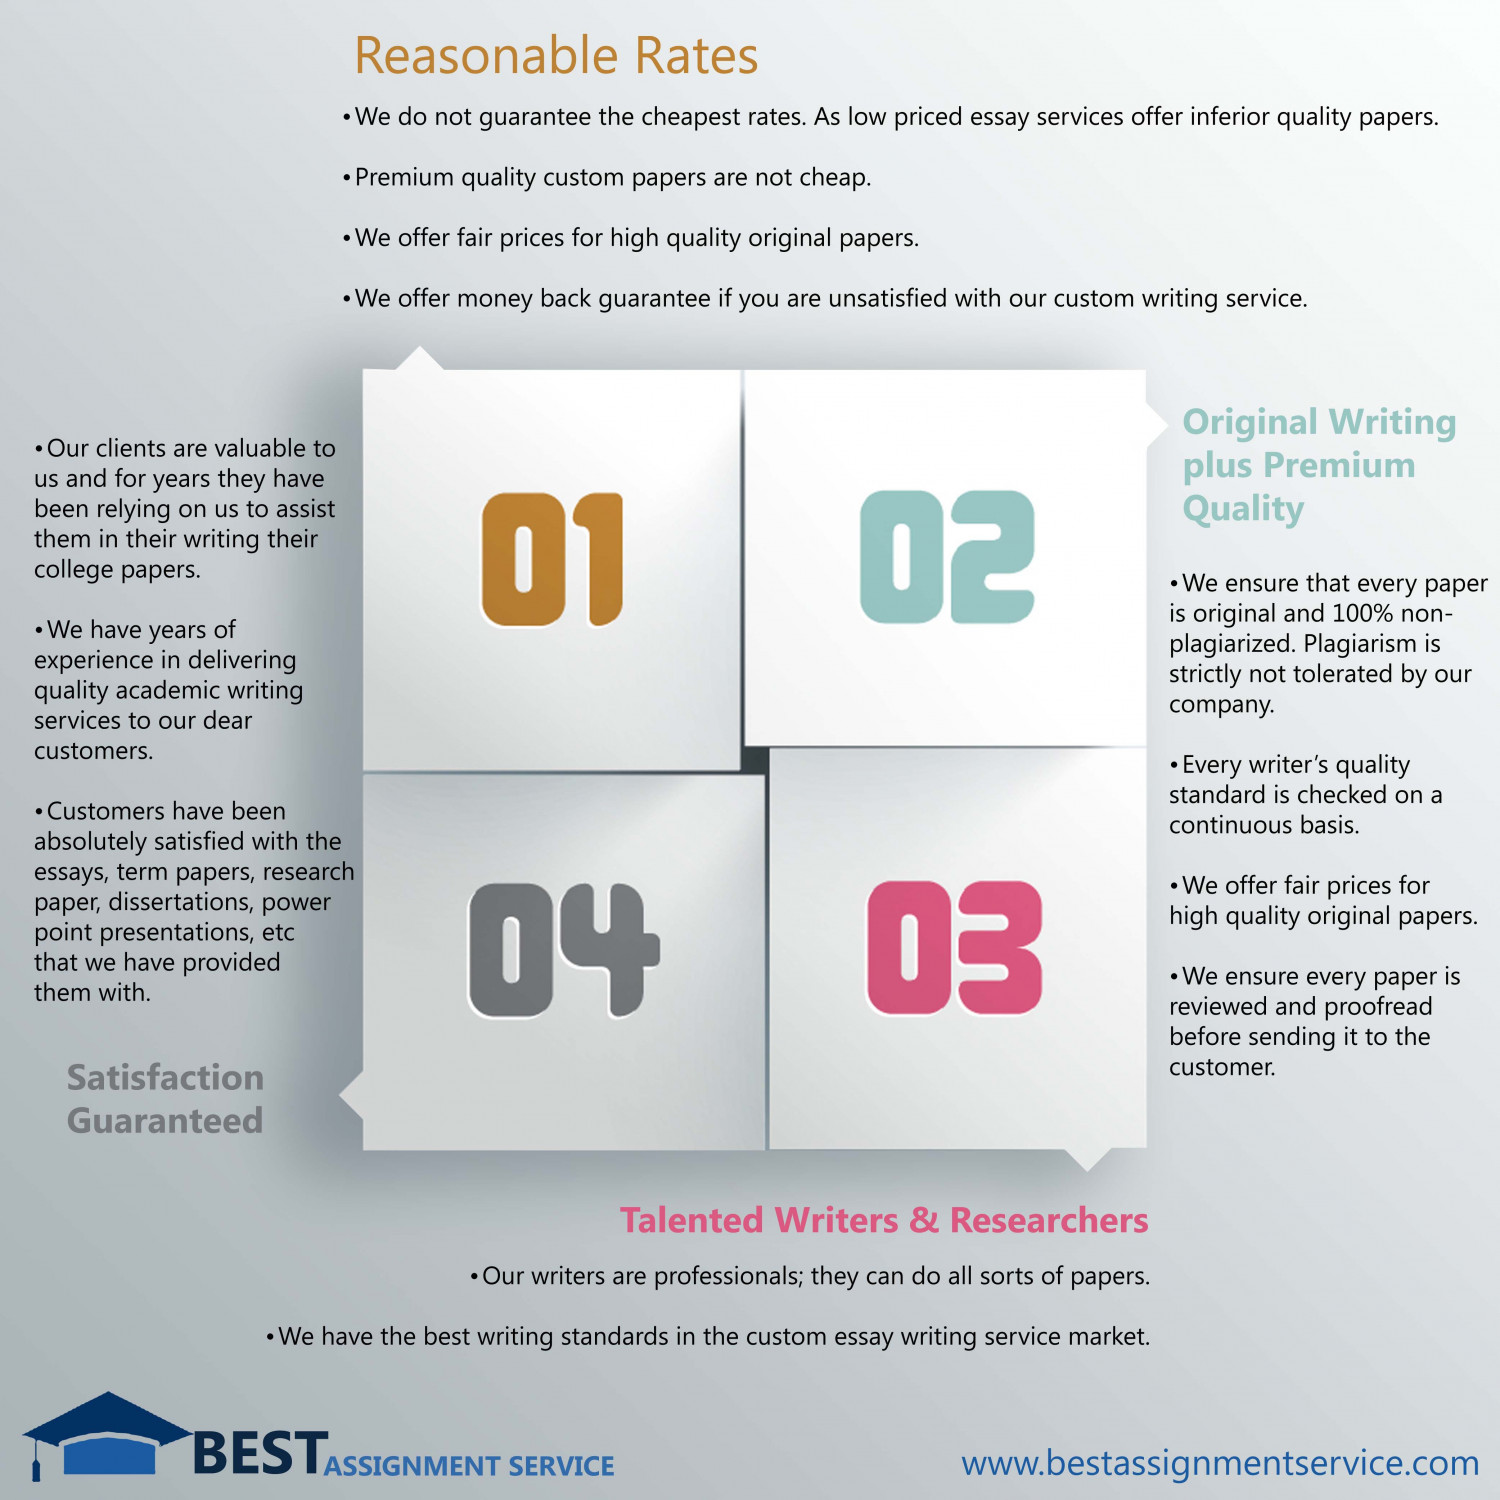 Reasonable Rates
•We do not guarantee the cheapest rates. As low priced essay services offer inferior quality papers.
•Premium quality custom papers are not cheap.
•We offer fair prices for high quality original papers.
•We offer money back guarantee if you are unsatisfied with our custom writing service.
01
02
Original Writing
plus Premium
Quality
•We ensure that every paper
is original and 100% non-
plagiarized. Plagiarism is
strictly not tolerated by our
company.
•Every writer’s quality
standard is checked on a
continuous basis.
•We offer fair prices for
high quality original papers.
•We ensure every paper is
reviewed and proofread
before sending it to the
customer.
03
Talented Writers & Researchers
•Our writers are professionals; they can do all sorts of papers.
•We have the best writing standards in the custom essay writing service market.
04
•Our clients are valuable to
us and for years they have
been relying on us to assist
them in their writing their
college papers.
•We have years of
experience in delivering
quality academic writing
services to our dear
customers.
•Customers have been
absolutely satisfied with the
essays, term papers, research
paper, dissertations, power
point presentations, etc
that we have provided
them with.
Satisfaction
Guaranteed
BEST ASSIGNMENT SERVICE
www.bestassignmentservice.com